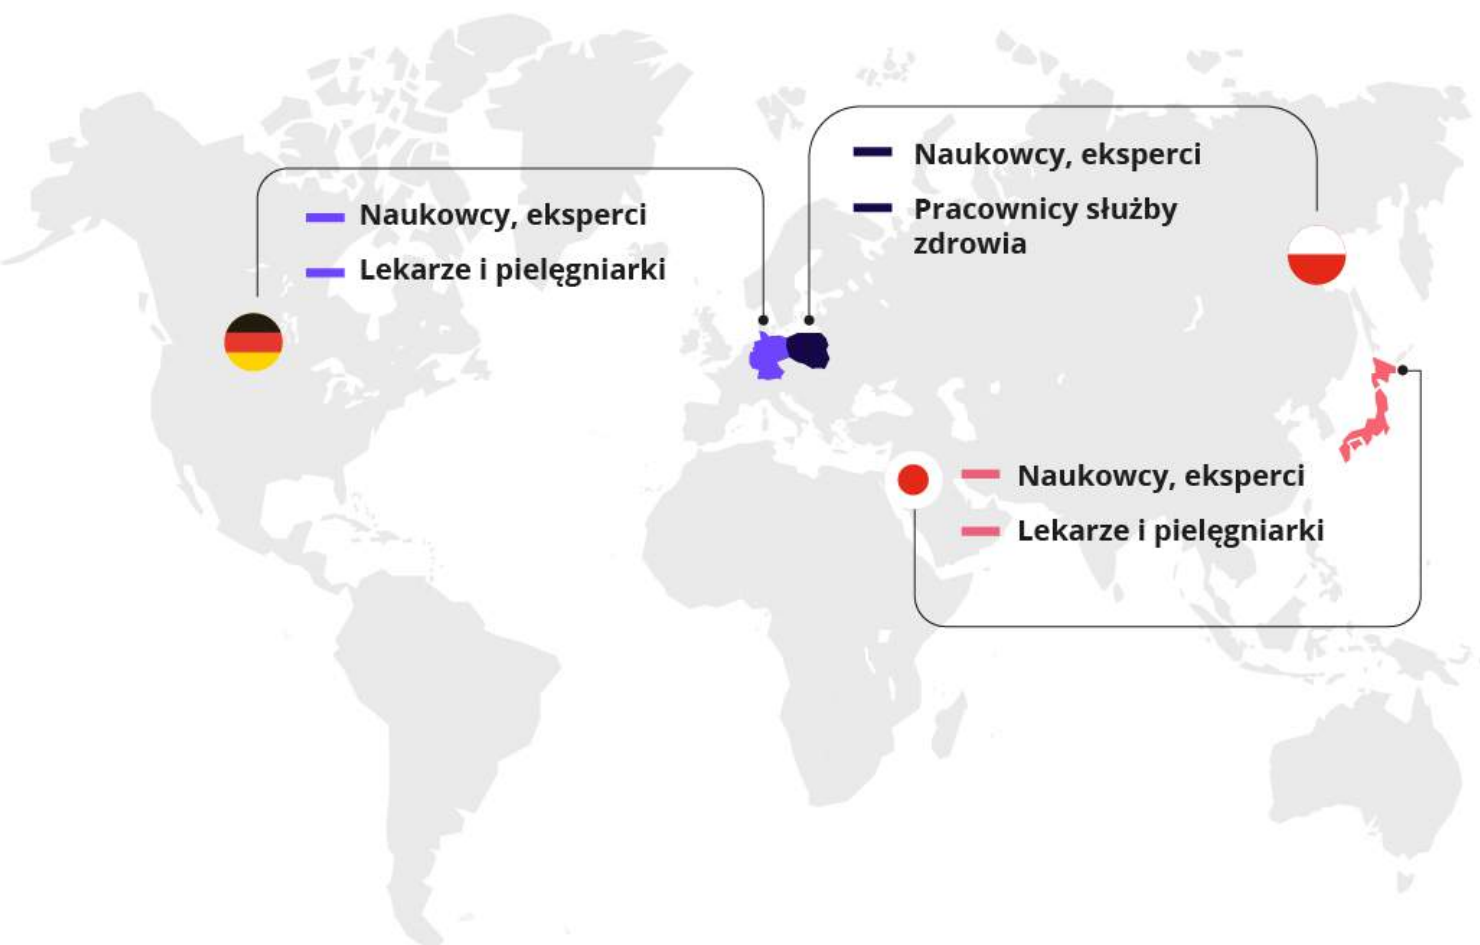 Naukowcy, eksperci
Pracownicy służby
zdrowia
Naukowcy, eksperci
Lekarze i pielęgniarki
Naukowcy, eksperci
Lekarze i pielęgniarki